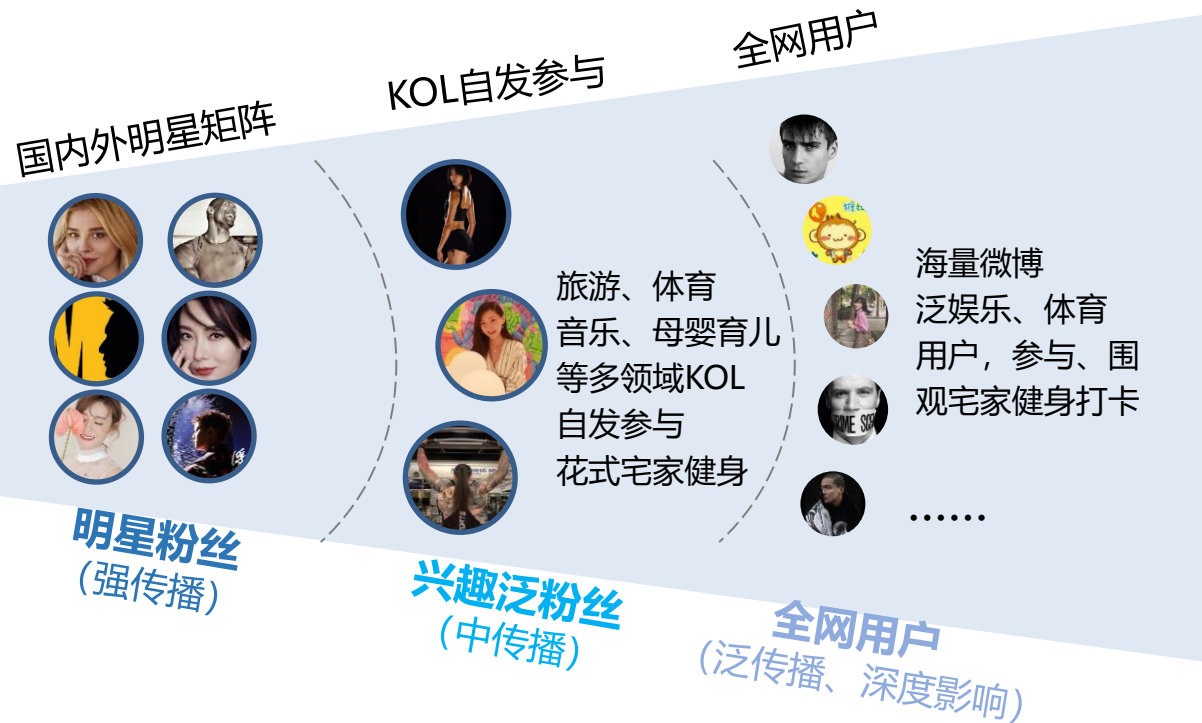 国内外明星矩阵
KOL自发参与
全网用户
旅游、体育
音乐、母婴育儿
等多领域KOL
自发参与
花式宅家健身
海量微博
泛娱乐、体育
用户，参与、围
观宅家健身打卡
……
明星粉丝
（强传播）
兴趣泛粉丝
（中传播）
全网用户
（泛传播、深度影响）